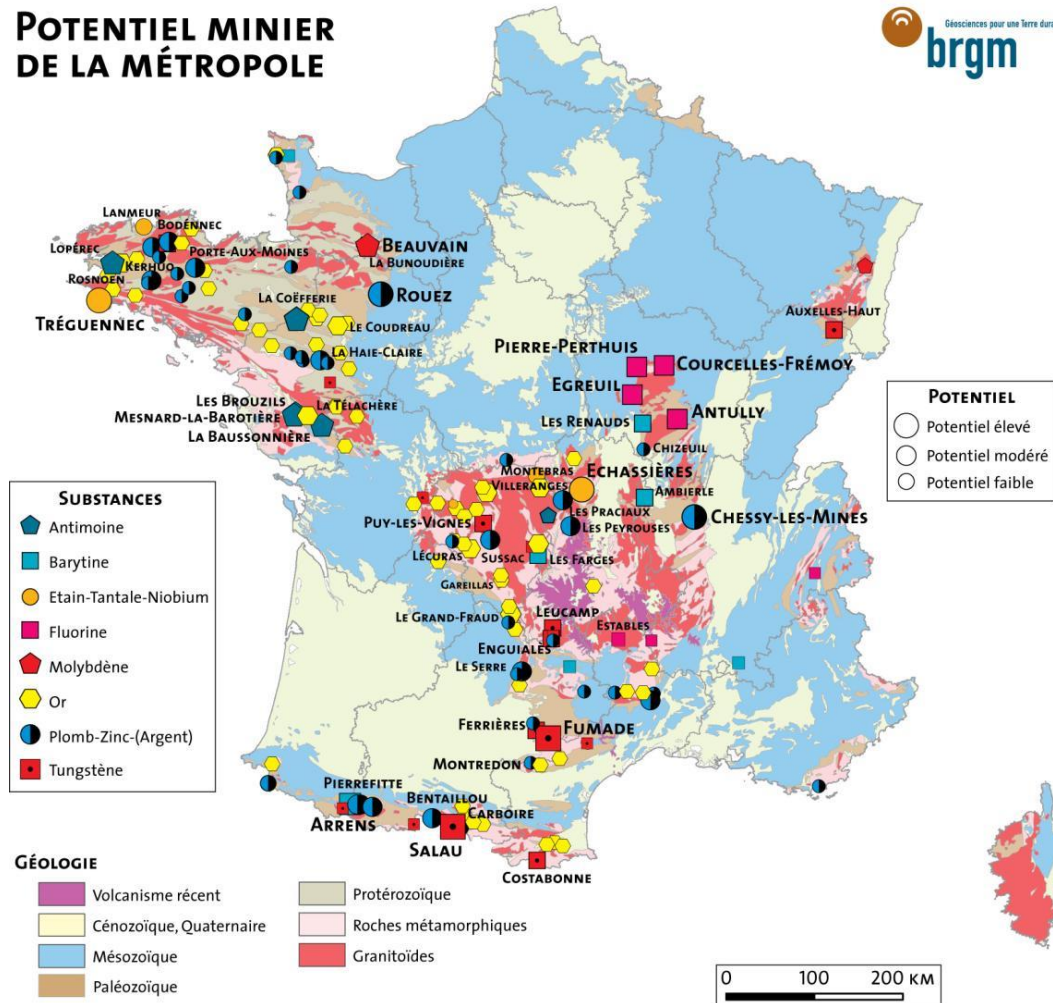 POTENTIEL MINIER
DE LA MÉTROPOLE
Géosciences pour une Terre dura
brgm
LANMEUR
BODÉNNEC
LOPÉREC
PORTE-AUX-MOINES
KERHUO
ROSNOEN
TRÉGUENNEC
BEAUVAIN
LA BUNOUDIÈRE
ROUEZ
LA COËFFERIE
LE COUDREAU
LA HAIE-CLAIRE
LES BROUZILS
LA TÉLACHÈRE
MESNARD-LA-BAROTIÈRE
LA BAUSSONNIÈRE
AUXELLES-HAUT
PIERRE-PERTHUIS
COURCELLES-FRÉMOY
EGREUIL
ANTULLY
LES RENAUDS
CHIZEUIL
MONTEBRAS
ECHASSIÈRES
VILLERANGES
AMBIERLE
LES PRACIAUX
CHESSY-LES-MINES
PUY-LES-VIGNES
LES PEYROUSES
LÉCURAS
SUSSAC
LES FARGES
GAREILLAS
LE GRAND-FRAUD
LEUCAMP
ESTABLES
ENGUIALÈS
LE SERRE
FERRIÈRES
FUMADE
MONTREDON
PIERREFITTE
BENTAILLOU
CARBOIRE
ARRENS
SALAU
COSTABONNE
POTENTIEL
Potentiel élevé
Potentiel modéré
Potentiel faible
SUBSTANCES
Antimoine
Barytine
Etain-Tantale-Niobium
Fluorine
Molybdène
Or
Plomb-Zinc-(Argent)
Tungstène
GÉOLOGIE
Volcanisme récent
Cénozoïque, Quaternaire
Mésozoïque
Paléozoïque
Protérozoïque
Roches métamorphiques
Granitoïdes
0 100 200 KM